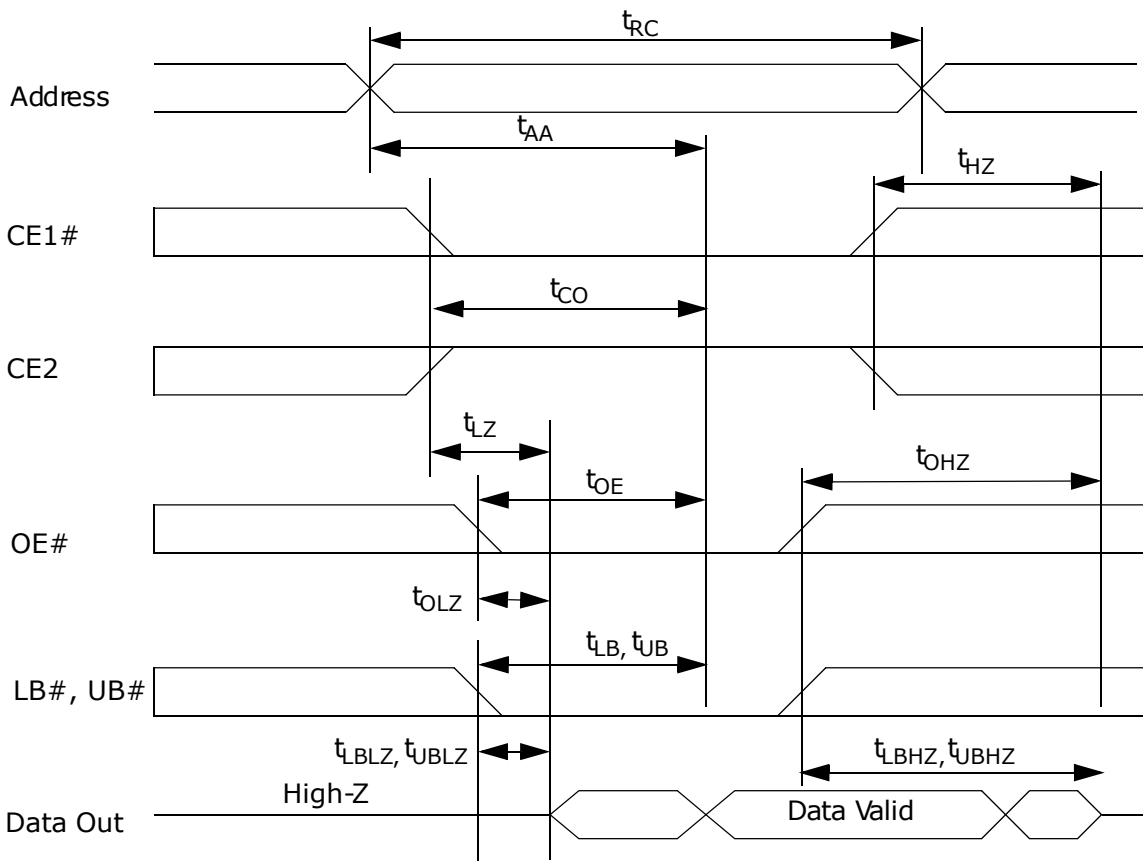 tRC
Address
tAA
tHZ
CE1#
tCO
CE2
tLZ
tOHZ
tOE
OE#
tOLZ
tLB, tUB
LB#, UB#
tLBLZ, tUBLZ
tLBHZ, tUBHZ
High-Z
Data Valid
Data Out